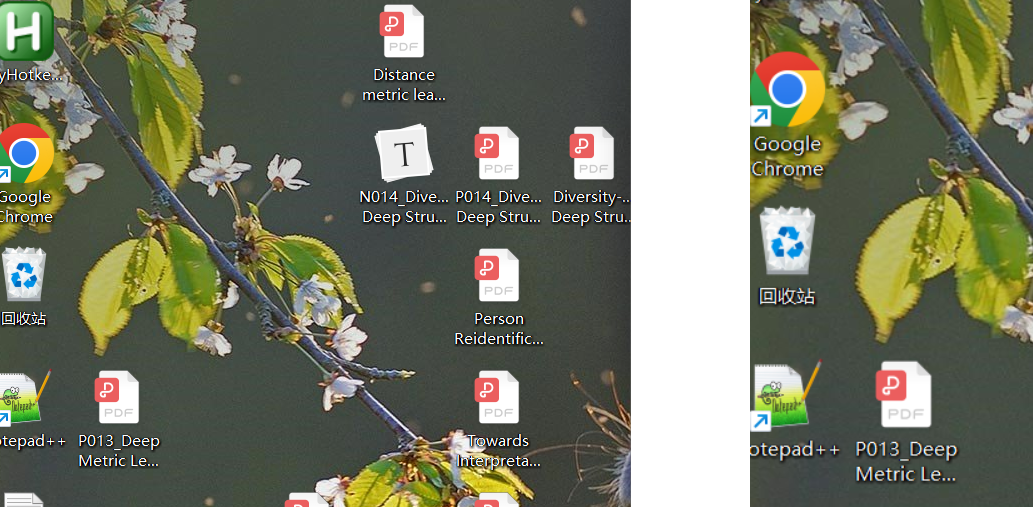 H
yHotke...
PDF
Distance
metric lea...
Google
Chrome
T
N014_Dive...
Deep Stru...
PDF
P014_Dive...
Deep Stru...
PDF
Diversity-...
Deep Stru...
回收站
PDF
Person
Reidentific...
otepad++
PDF
P013_Deep
Metric Le...
PDF
Towards
Interpreta...
Google
Chrome
回收站
otepad++
PDF
P013_Deep
Metric Le...